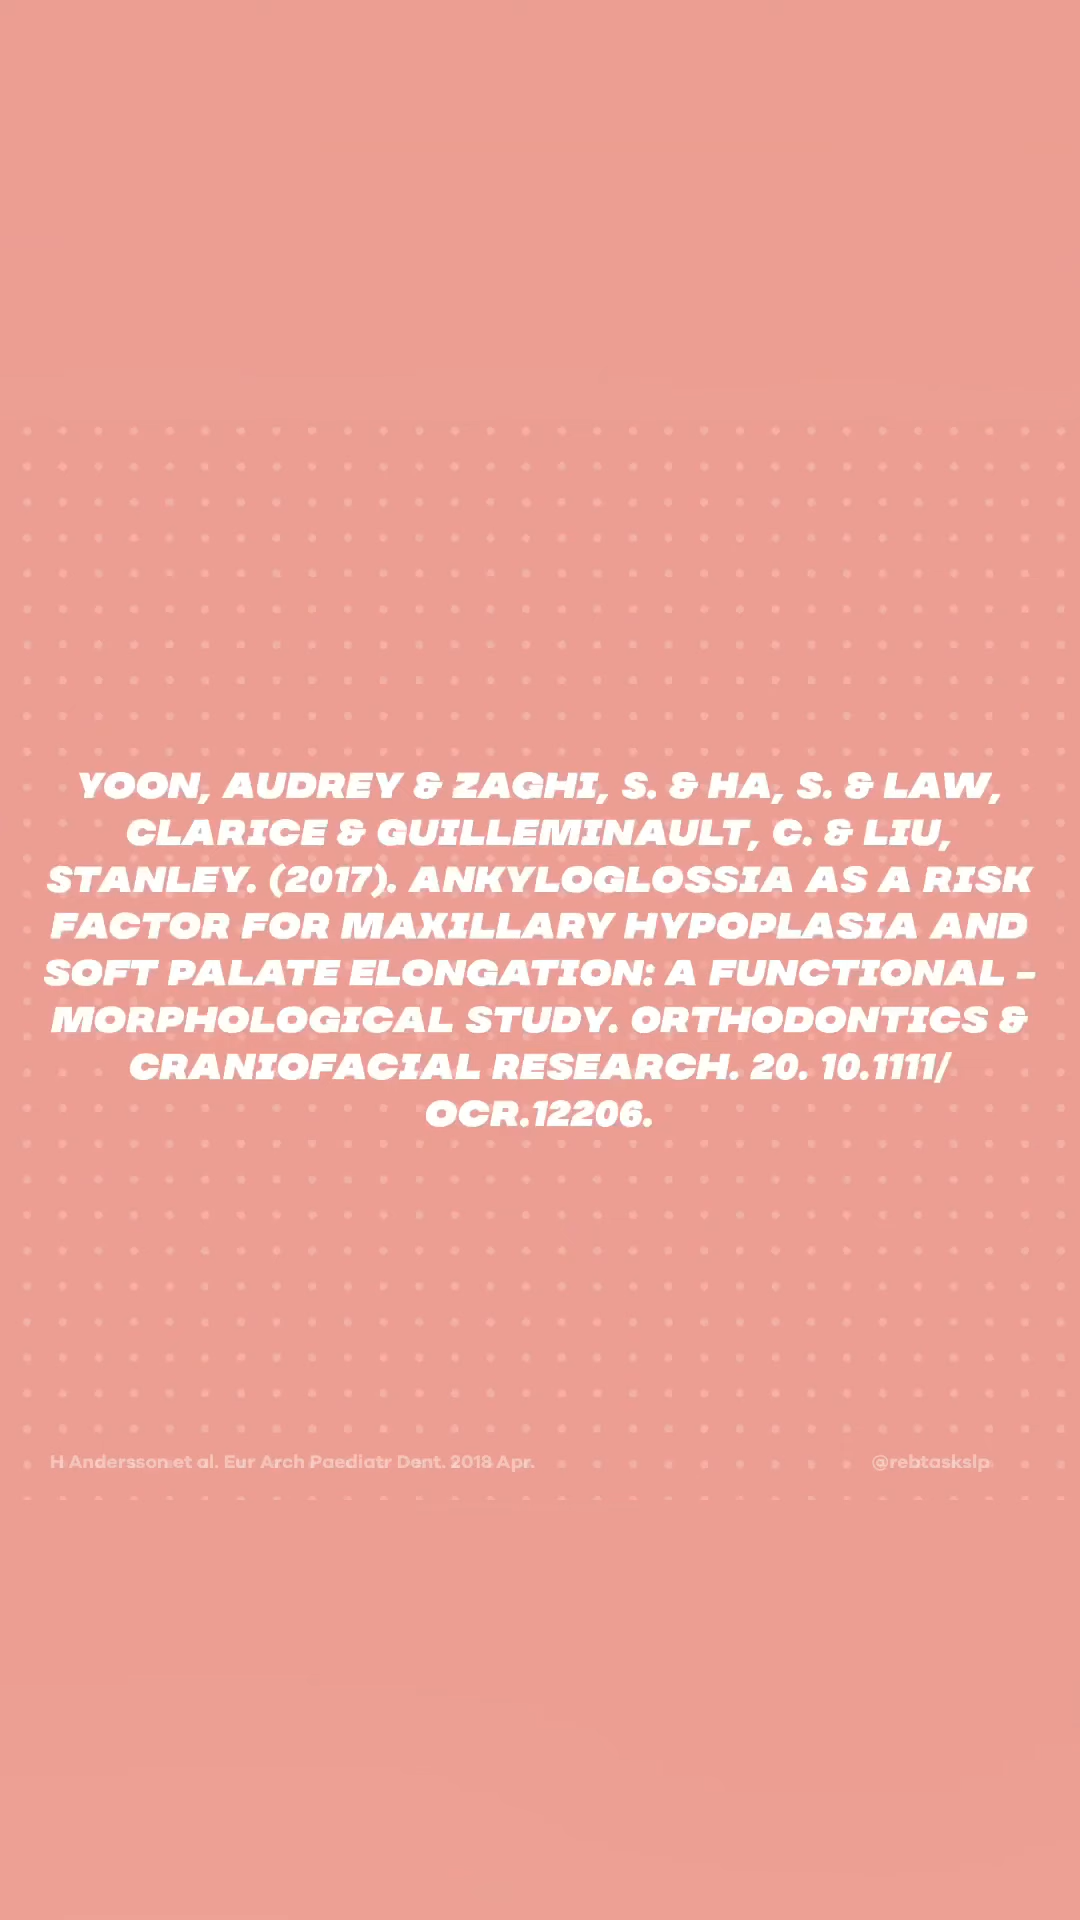 YOON, AUDREY & ZAGHI, S. & HA, S. & LAW,
CLARICE & GUILLEMINAULT, C. & LIU,
STANLEY. (2017). ANKYLOGLOSSIA AS A RISK
FACTOR FOR MAXILLARY HYPOPLASIA AND
SOFT PALATE ELONGATION: A FUNCTIONAL –
MORPHOLOGICAL STUDY. ORTHODONTICS &
CRANIOFACIAL RESEARCH. 20. 10.1111/
OCR.12206.
H Andersson et al. Eur Arch Paediatr Dent. 2018 Apr.
@rebtaskslp